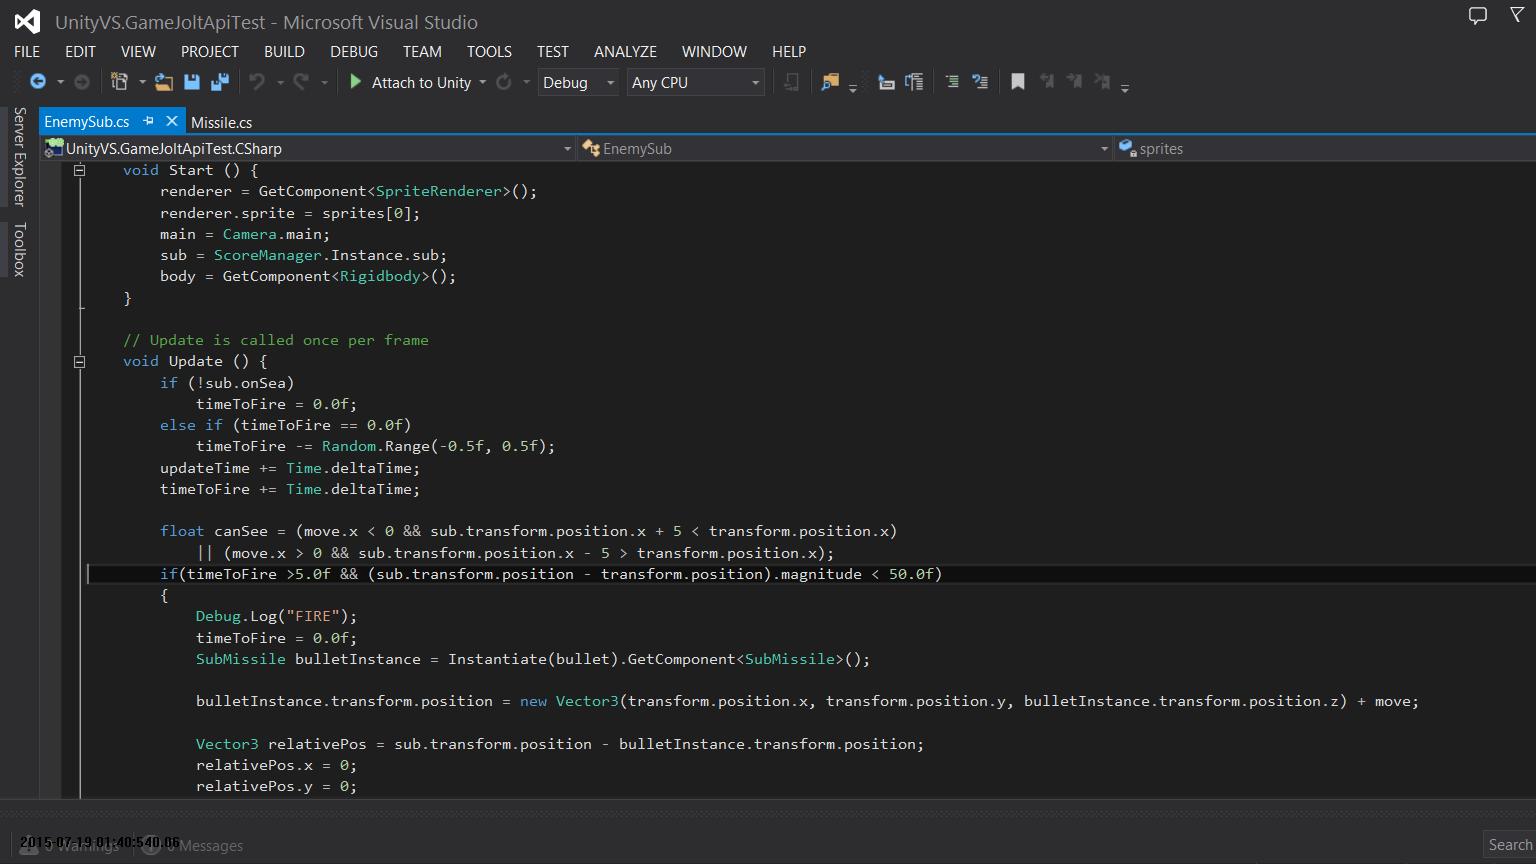 UnityVS.GameJoltApiTest - Microsoft Visual Studio
FILE EDIT VIEW PROJECT BUILD DEBUG TEAM TOOLS TEST ANALYZE WINDOW HELP
Attach to Unity Debug Any CPU
Server Explorer
Toolbox
EnemySub.cs Missile.cs
UnityVS.GameJoltApiTest.CSharp EnemySub sprites
void Start () {
renderer = GetComponent<SpriteRenderer>();
renderer.sprite = sprites[0];
main = Camera.main;
sub = ScoreManager.Instance.sub;
body = GetComponent<Rigidbody>();
}
// Update is called once per frame
void Update () {
if (!sub.onSea)
timeToFire = 0.0f;
else if (timeToFire == 0.0f)
timeToFire -= Random.Range(-0.5f, 0.5f);
updateTime += Time.deltaTime;
timeToFire += Time.deltaTime;
float canSee = (move.x < 0 && sub.transform.position.x + 5 < transform.position.x)
|| (move.x > 0 && sub.transform.position.x - 5 > transform.position.x);
if(timeToFire >5.0f && (sub.transform.position - transform.position).magnitude < 50.0f)
{
Debug.Log("FIRE");
timeToFire = 0.0f;
SubMissile bulletInstance = Instantiate(bullet).GetComponent<SubMissile>();
bulletInstance.transform.position = new Vector3(transform.position.x, transform.position.y, bulletInstance.transform.position.z) + move;
Vector3 relativePos = sub.transform.position - bulletInstance.transform.position;
relativePos.x = 0;
relativePos.y = 0;
2015-07-19 01:40:540.06
0 Warnings 0 Messages
Search